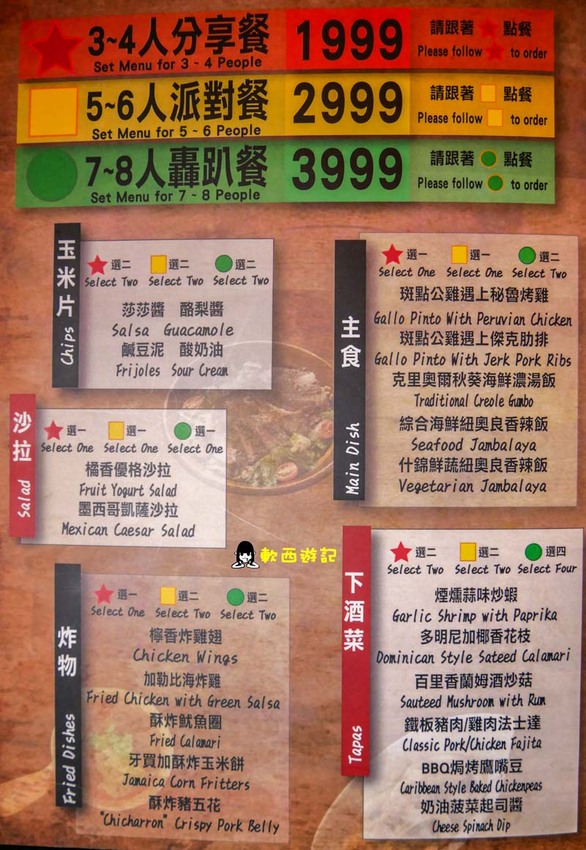 3~4人分享餐
Set Menu for 3 ~ 4 People
1999
請跟著 點餐
Please follow to order
5~6人派對餐
Set Menu for 5 ~ 6 People
2999
請跟著 點餐
Please follow to order
7~8人轟趴餐
Set Menu for 7 ~ 8 People
3999
請跟著 點餐
Please follow to order
玉米片
Chips
選二 選二 選二
Select Two Select Two Select Two
莎莎醬 酪梨醬
Salsa Guacamole
鹹豆泥 酸奶油
Frijoles Sour Cream
沙拉
Salad
選一 選一 選一
Select One Select One Select One
橘香優格沙拉
Fruit Yogurt Salad
墨西哥凱薩沙拉
Mexican Caesar Salad
炸物
Fried Dishes
選一 選二 選二
Select One Select Two Select Two
檸香炸雞翅
Chicken Wings
加勒比海炸雞
Fried Chicken with Green Salsa
酥炸魷魚圈
Fried Calamari
牙買加酥炸玉米餅
Jamaica Corn Fritters
酥炸豬五花
"Chicharron" Crispy Pork Belly
主食
Main Dish
選一 選一 選二
Select One Select One Select Two
斑點公雞遇上秘魯烤雞
Gallo Pinto With Peruvian Chicken
斑點公雞遇上傑克肋排
Gallo Pinto With Jerk Pork Ribs
克里奧爾秋葵海鮮濃湯飯
Traditional Creole Gumbo
綜合海鮮紐奧良香辣飯
Seafood Jambalaya
什錦鮮蔬紐奧良香辣飯
Vegetarian Jambalaya
軟西遊記
下酒菜
Tapas
選二 選二 選四
Select Two Select Two Select Four
煙燻蒜味炒蝦
Garlic Shrimp with Paprika
多明尼加椰香花枝
Dominican Style Sateed Calamari
百里香蘭姆酒炒菇
Sauteed Mushroom with Rum
鐵板豬肉/雞肉法士達
Classic Pork/Chicken Fajita
BBQ焗烤鷹嘴豆
Caribbean Style Baked Chickenpeas
奶油菠菜起司醬
Cheese Spinach Dip